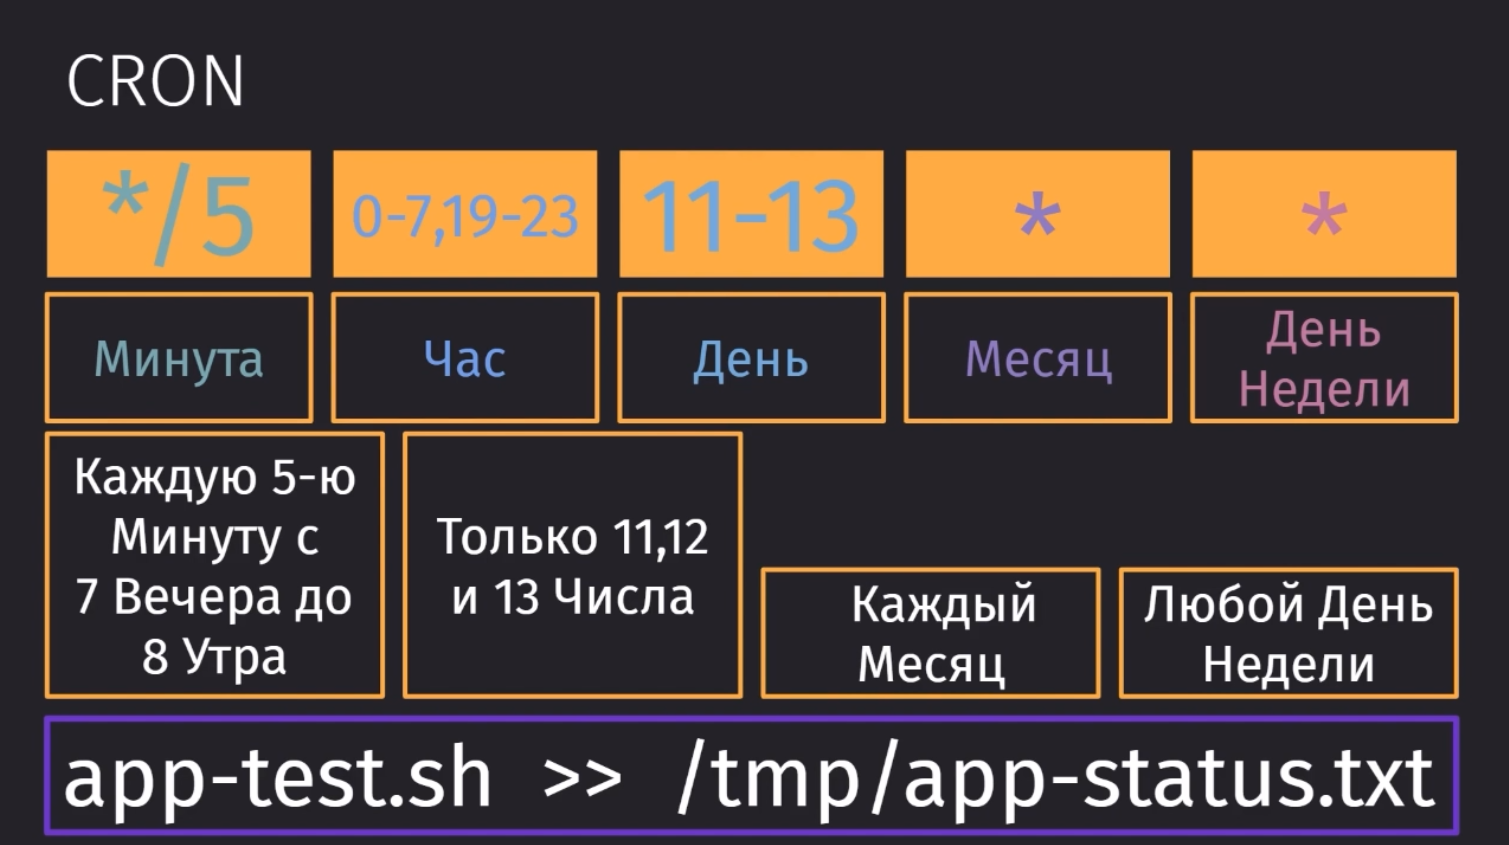 CRON
*/5
0-7,19-23
11-13
*
*
Минута
Час
День
Месяц
День
Недели
Каждую 5-ю
Минуту с
7 Вечера до
8 Утра
Только 11,12
и 13 Числа
Каждый
Месяц
Любой День
Недели
app-test.sh >> /tmp/app-status.txt